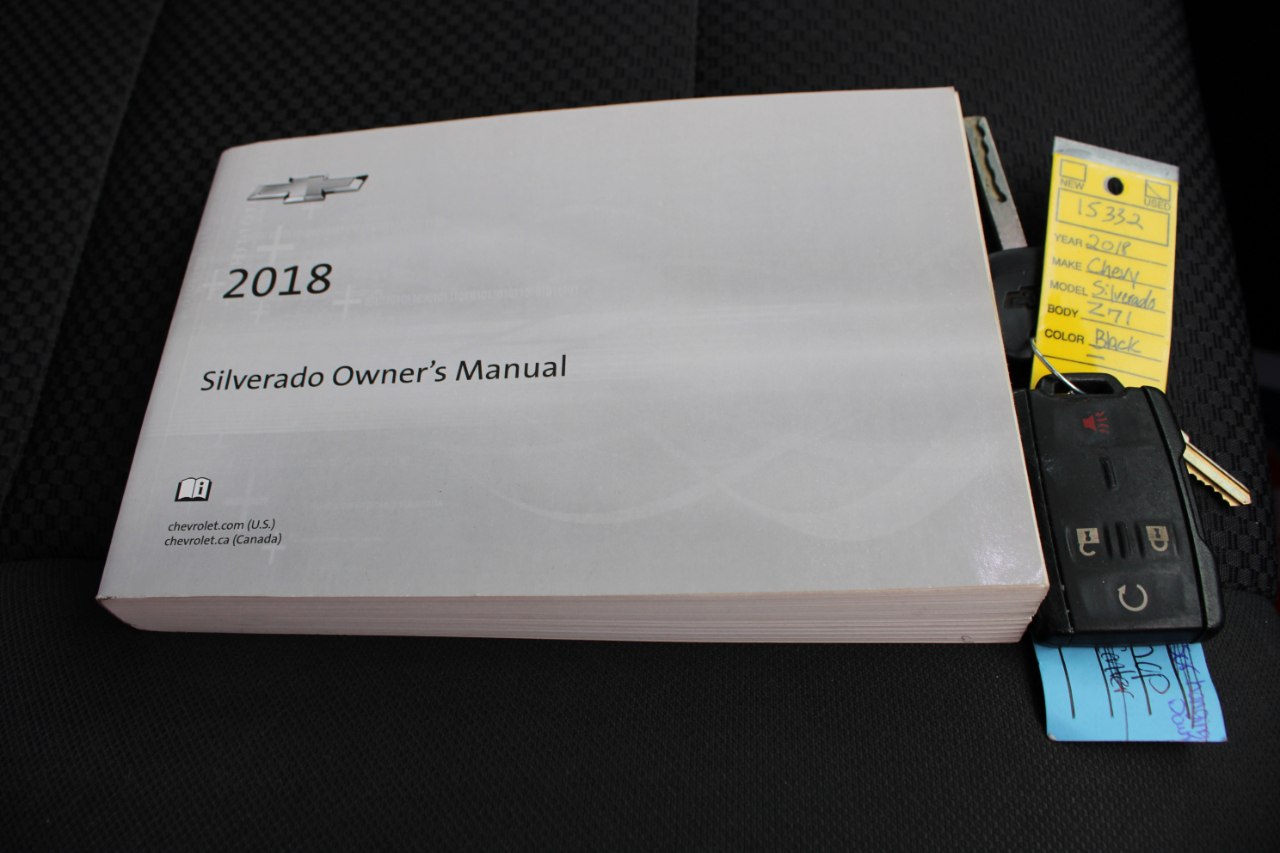 2018
Silverado Owner's Manual
chevrolet.com (U.S.)
chevrolet.ca (Canada)
NEW
USED
15332
YEAR 2018
MAKE Chevy
MODEL Silverado
BODY Z71
COLOR Black